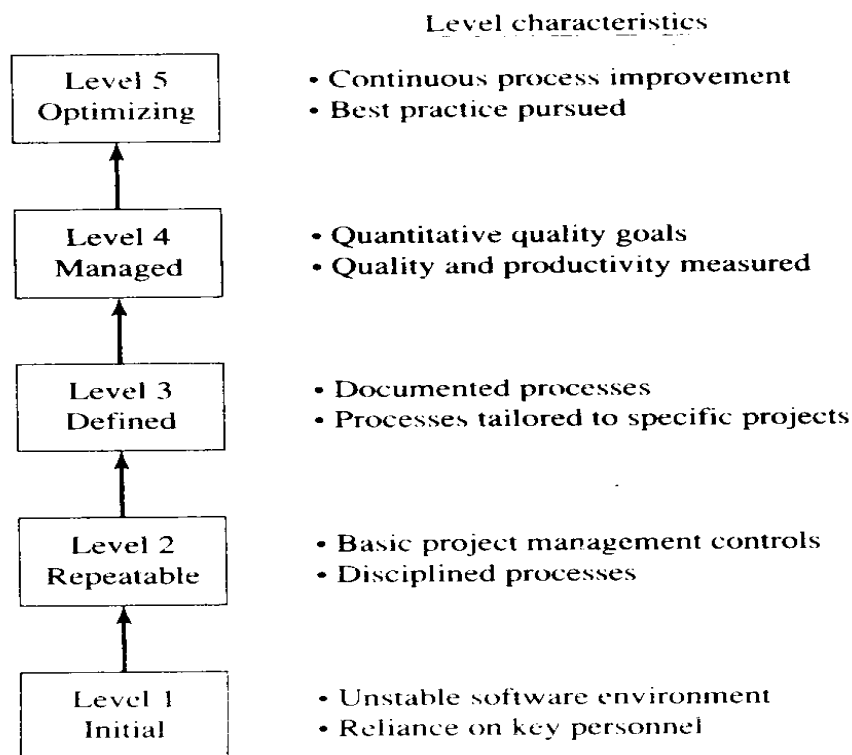 Level characteristics
Level 5
Optimizing
• Continuous process improvement
• Best practice pursued
Level 4
Managed
• Quantitative quality goals
• Quality and productivity measured
Level 3
Defined
• Documented processes
• Processes tailored to specific projects
Level 2
Repeatable
• Basic project management controls
• Disciplined processes
Level 1
Initial
• Unstable software environment
• Reliance on key personnel